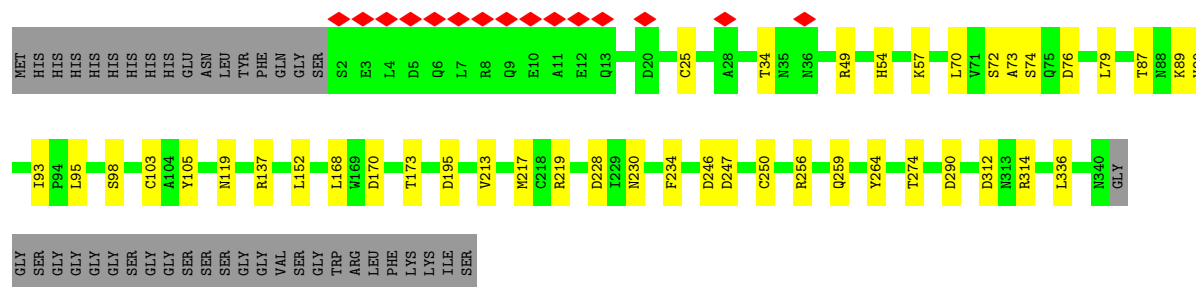 MET HIS HIS HIS HIS HIS HIS HIS GLU ASN LEU TYR PHE GLN GLY SER S2 E3 L4 D5 Q6 L7 R8 Q9 E10 A11 E12 Q13 D20 C25 A28 T34 N35 N36 R49 H54 K57 L70 V71 S72 A73 S74 Q75 D76 L79 T87 N88 K89
I93 P94 L95 S98 C103 A104 Y105 N119 R137 L152 L168 W169 D170 T173 D195 V213 M217 C218 R219 D228 I229 N230 F234 D246 D247 C250 R256 Q259 Y264 T274 D290 D312 N313 R314 L336 N340 GLY
GLY SER GLY GLY GLY GLY SER GLY GLY SER SER GLY GLY VAL SER GLY TRP ARG LEU PHE LYS LYS ILE SER